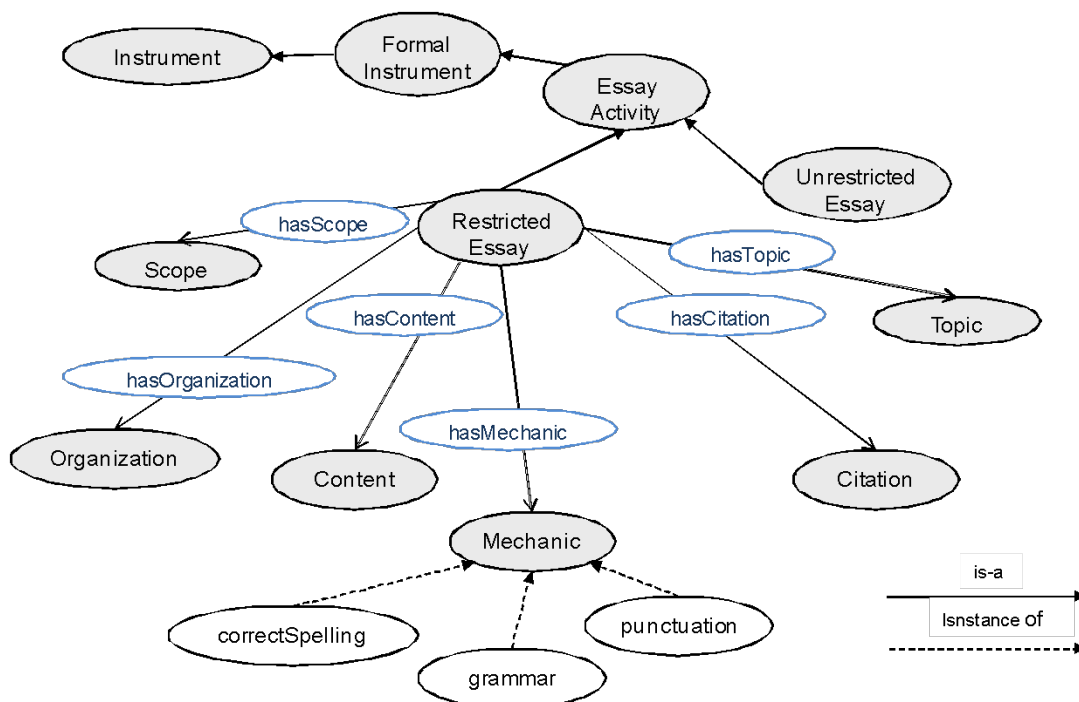 Instrument
Formal
Instrument
Essay
Activity
Unrestricted
Essay
Restricted
Essay
hasScope
Scope
hasTopic
Topic
hasContent
hasCitation
hasOrganization
Organization
hasMechanic
Content
Citation
Mechanic
correctSpelling
grammar
punctuation
is-a
Isnstance of